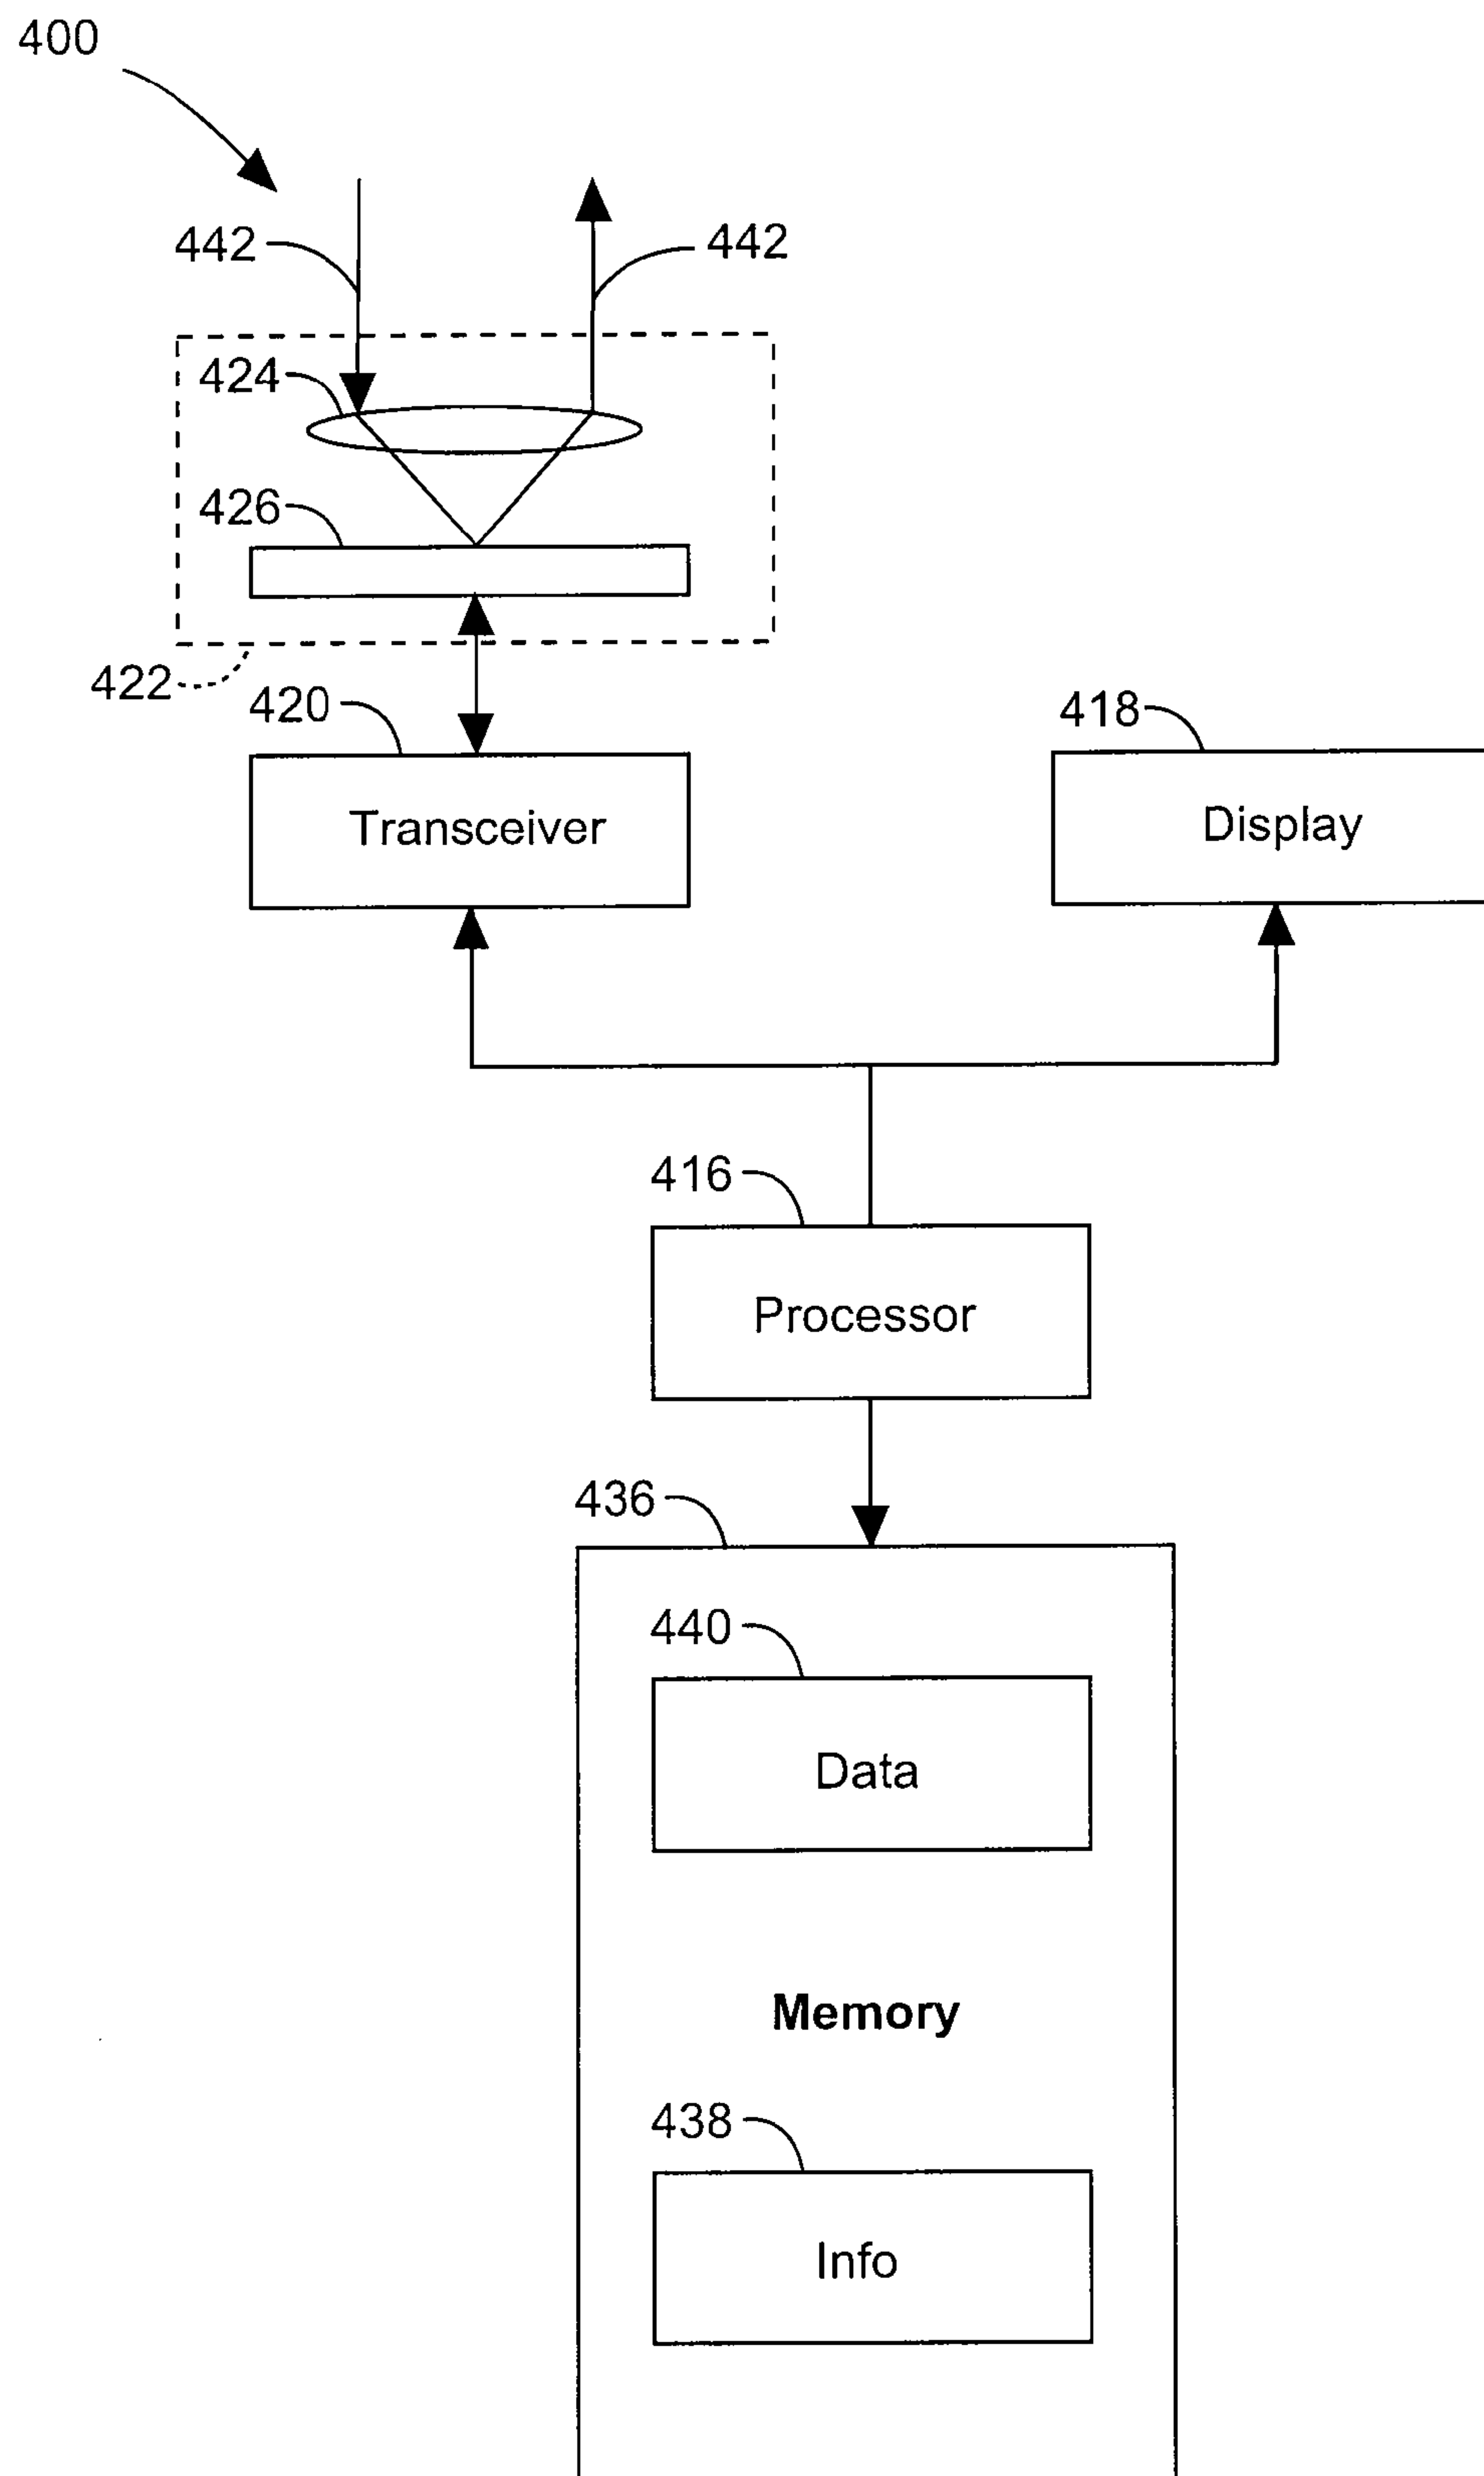 400
442
442
424
426
422
420
418
Transceiver
Display
416
Processor
436
440
Data
Memory
438
Info